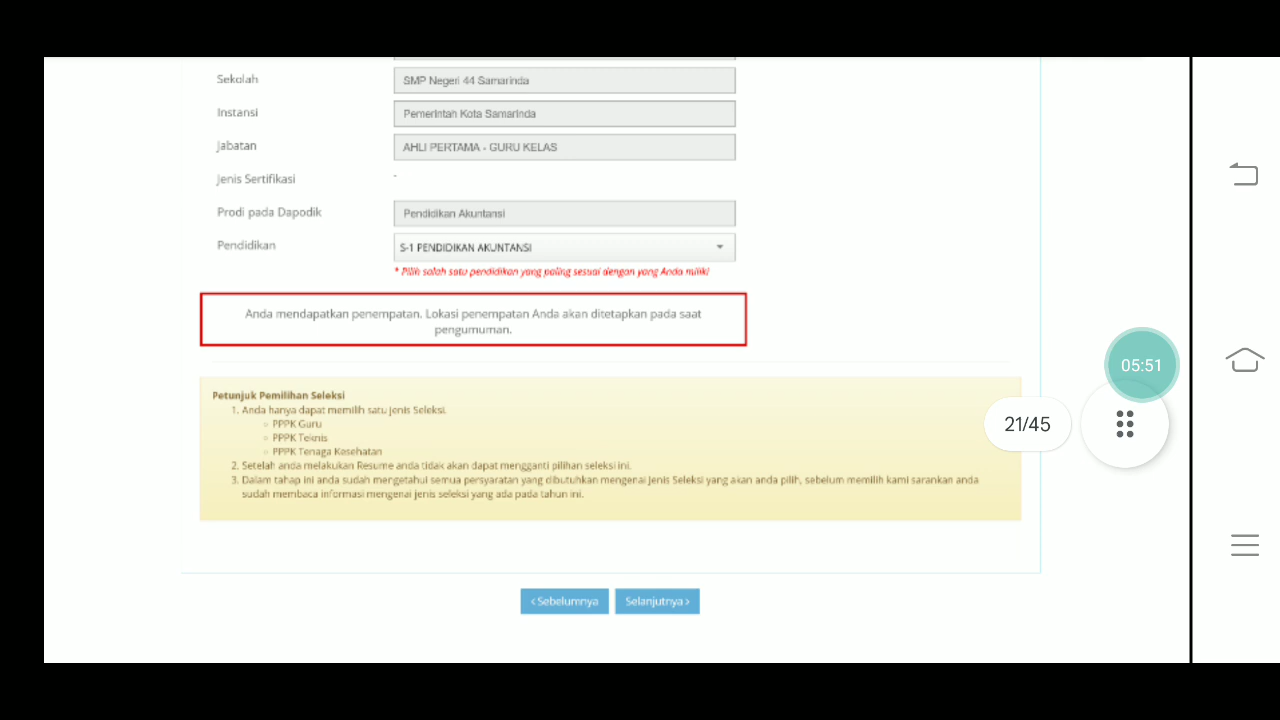 Sekolah SMP Negeri 44 Samarinda
Instansi Pemerintah Kota Samarinda
Jabatan AHLI PERTAMA - GURU KELAS
Jenis Sertifikasi -
Prodi pada Dapodik Pendidikan Akuntansi
Pendidikan S-1 PENDIDIKAN AKUNTANSI
* Pilih salah satu pendidikan yang paling sesuai dengan yang Anda miliki
Anda mendapatkan penempatan. Lokasi penempatan Anda akan ditetapkan pada saat
pengumuman.
05:51
Petunjuk Pemilihan Seleksi
1. Anda hanya dapat memilih satu Jenis Seleksi.
○ PPPK Guru
○ PPPK Teknis
○ PPPK Tenaga Kesehatan
21/45
2. Setelah anda melakukan Resume anda tidak akan dapat mengganti pilihan seleksi ini.
3. Dalam tahap ini anda sudah mengetahui semua persyaratan yang dibutuhkan mengenai Jenis Seleksi yang akan anda pilih, sebelum memilih kami sarankan anda
sudah membaca informasi mengenai jenis seleksi yang ada pada tahun ini.
< Sebelumnya Selanjutnya >